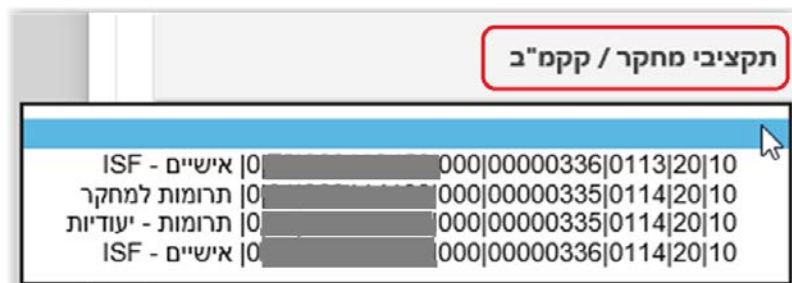 תקציבי מחקר / קקמ"ב
10|20|0113|00000336|000 0| אישיים - ISF
10|20|0114|00000335|000 0| תרומות למחקר
10|20|0114|00000335|000 0| תרומות - יעודיות
10|20|0114|00000336|000 0| אישיים - ISF